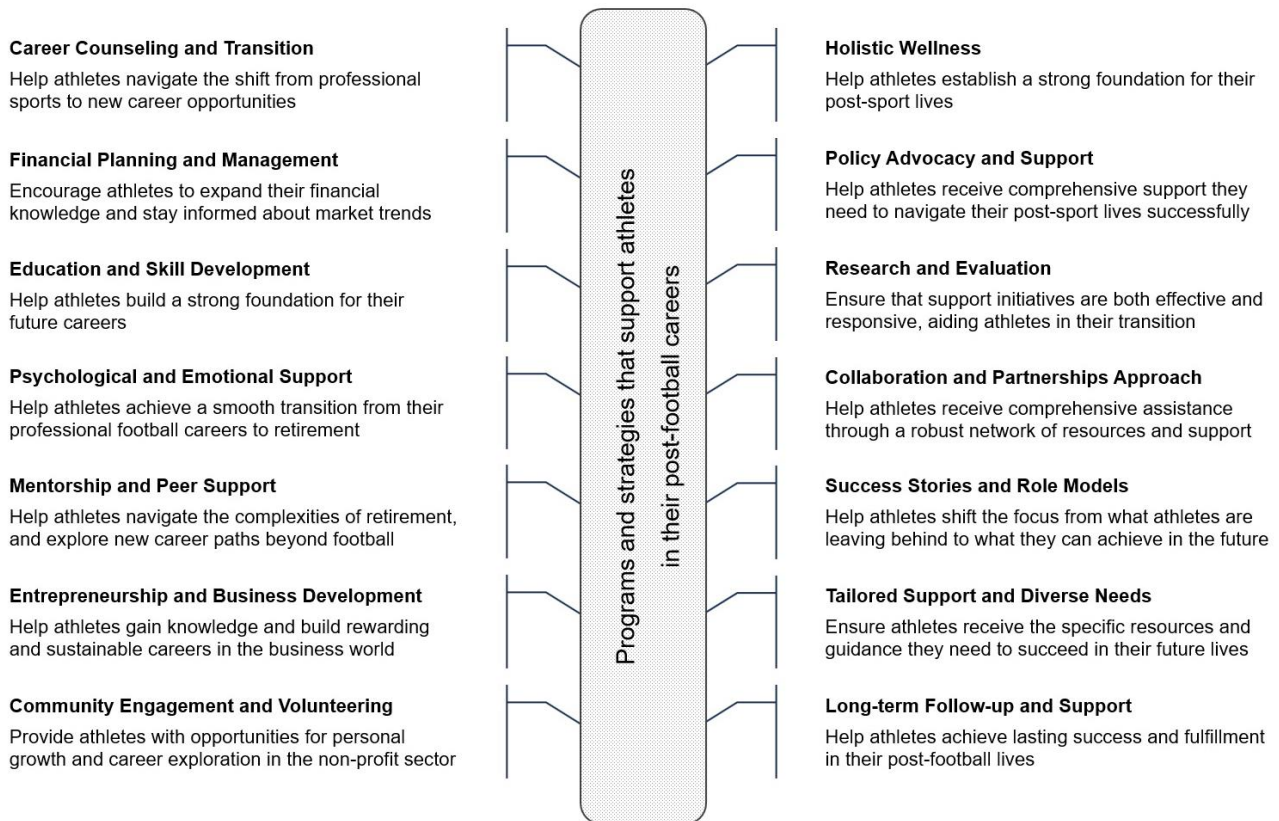 Career Counseling and Transition
Help athletes navigate the shift from professional
sports to new career opportunities
Financial Planning and Management
Encourage athletes to expand their financial
knowledge and stay informed about market trends
Education and Skill Development
Help athletes build a strong foundation for their
future careers
Psychological and Emotional Support
Help athletes achieve a smooth transition from their
professional football careers to retirement
Mentorship and Peer Support
Help athletes navigate the complexities of retirement,
and explore new career paths beyond football
Entrepreneurship and Business Development
Help athletes gain knowledge and build rewarding
and sustainable careers in the business world
Community Engagement and Volunteering
Provide athletes with opportunities for personal
growth and career exploration in the non-profit sector
Programs and strategies that support athletes
in their post-football careers
Holistic Wellness
Help athletes establish a strong foundation for their
post-sport lives
Policy Advocacy and Support
Help athletes receive comprehensive support they
need to navigate their post-sport lives successfully
Research and Evaluation
Ensure that support initiatives are both effective and
responsive, aiding athletes in their transition
Collaboration and Partnerships Approach
Help athletes receive comprehensive assistance
through a robust network of resources and support
Success Stories and Role Models
Help athletes shift the focus from what athletes are
leaving behind to what they can achieve in the future
Tailored Support and Diverse Needs
Ensure athletes receive the specific resources and
guidance they need to succeed in their future lives
Long-term Follow-up and Support
Help athletes achieve lasting success and fulfillment
in their post-football lives